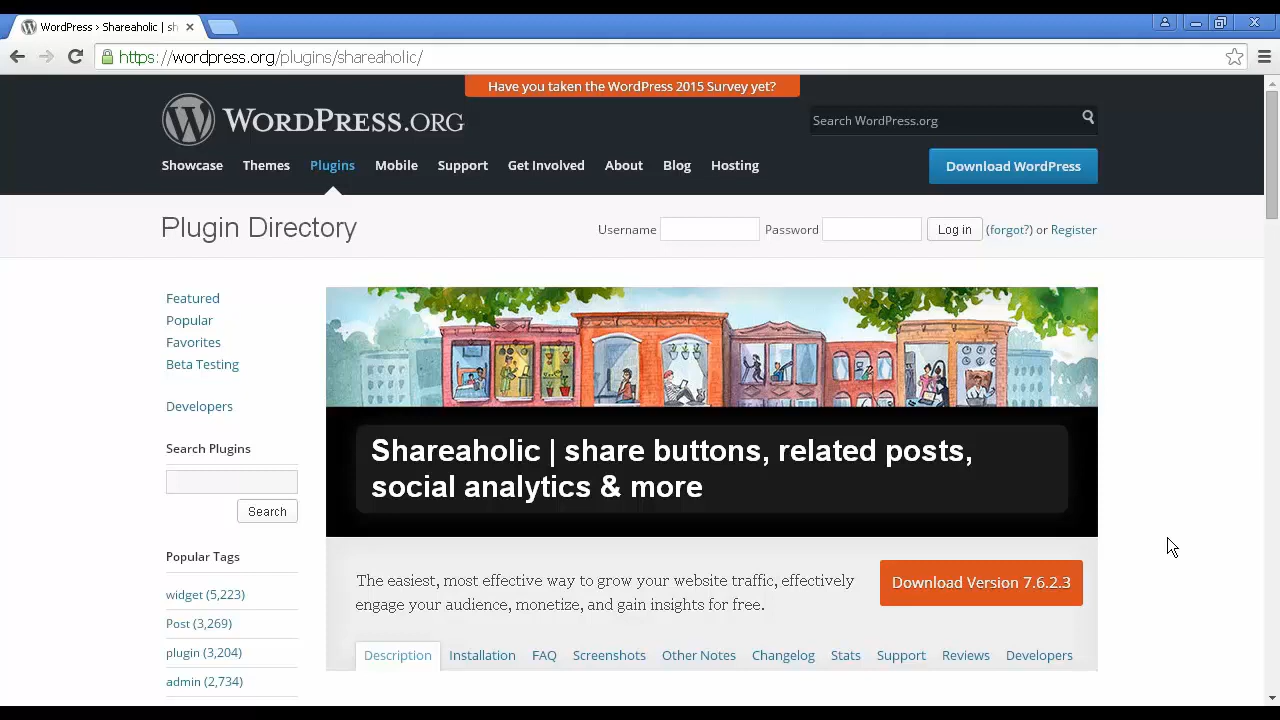 WordPress › Shareaholic | sh
https://wordpress.org/plugins/shareaholic/
Have you taken the WordPress 2015 Survey yet?
WORDPRESS.ORG
Search WordPress.org
Showcase Themes Plugins Mobile Support Get Involved About Blog Hosting
Download WordPress
Plugin Directory
Username Password Log in (forgot?) or Register
Featured
Popular
Favorites
Beta Testing
Developers
Search Plugins
Search
Popular Tags
widget (5,223)
Post (3,269)
plugin (3,204)
admin (2,734)
Shareaholic | share buttons, related posts,
social analytics & more
The easiest, most effective way to grow your website traffic, effectively
engage your audience, monetize, and gain insights for free.
Download Version 7.6.2.3
Description Installation FAQ Screenshots Other Notes Changelog Stats Support Reviews Developers